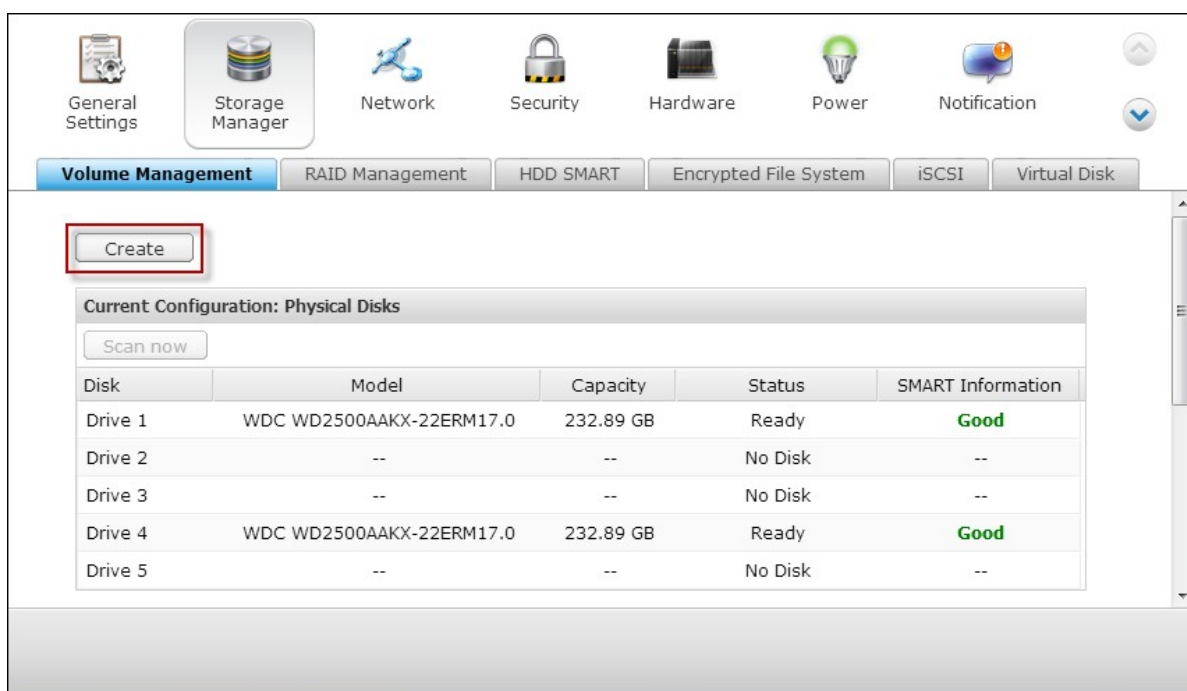 General Settings
Storage Manager
Network
Security
Hardware
Power
Notification
Volume Management RAID Management HDD SMART Encrypted File System iSCSI Virtual Disk
Create
Current Configuration: Physical Disks
Scan now
Disk Model Capacity Status SMART Information
Drive 1 WDC WD2500AAKX-22ERM17.0 232.89 GB Ready Good
Drive 2 -- -- No Disk --
Drive 3 -- -- No Disk --
Drive 4 WDC WD2500AAKX-22ERM17.0 232.89 GB Ready Good
Drive 5 -- -- No Disk --